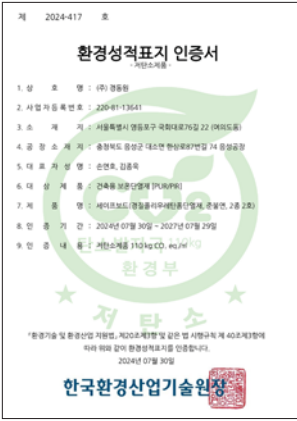 제 2024-417 호
환경성적표지 인증서
- 저탄소제품 -
1. 상 호 명 : (주) 경동원
2. 사업자등록번호 : 220-81-13641
3. 소 재 지 : 서울특별시 영등포구 국회대로76길 22 (여의도동)
4. 공 장 소 재 지 : 충청북도 음성군 대소면 한삼로87번길 74 음성공장
5. 대 표 자 성 명 : 손연호, 김종욱
6. 대 상 제 품 : 건축용 보온단열재 [PUR/PIR]
7. 제 품 명 : 세이프보드(경질폴리우레탄폼단열재, 준불연, 2종 2호)
8. 인 증 기 간 : 2024년 07월 30일 ~ 2027년 07월 29일
9. 인 증 내 용 : 저탄소제품 110 kg CO₂ eq./㎥
CO2
환경부
저탄소
「환경기술 및 환경산업 지원법」 제20조제3항 및 같은 법 시행규칙 제 40조제3항에
따라 위와 같이 환경성적표지를 인증합니다.
2024년 07월 30일
한국환경산업기술원장